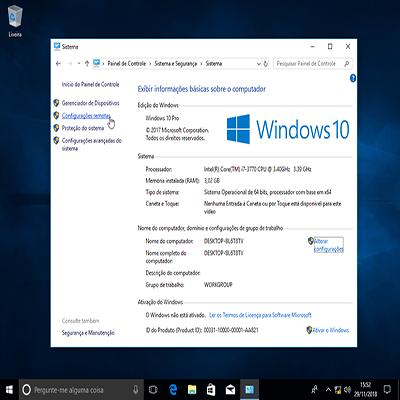 Lixeira
Sistema
Painel de Controle > Sistema e Segurança > Sistema
Pesquisar Painel de Controle
Início do Painel de Controle
Gerenciador de Dispositivos
Configurações remotas
Proteção do sistema
Configurações avançadas do
sistema
Exibir informações básicas sobre o computador
Edição do Windows
Windows 10 Pro
© 2017 Microsoft Corporation.
Todos os direitos reservados.
Windows 10
Sistema
Processador: Intel(R) Core(TM) i7-3770 CPU @ 3.40GHz 3.39 GHz
Memória instalada (RAM): 3,02 GB
Tipo de sistema: Sistema Operacional de 64 bits, processador com base em x64
Caneta e Toque: Nenhuma Entrada à Caneta ou por Toque está disponível para este
vídeo
Nome do computador, domínio e configurações de grupo de trabalho
Nome do computador: DESKTOP-8L6T8TV
Alterar
configurações
Nome completo do
computador: DESKTOP-8L6T8TV
Descrição do computador:
Grupo de trabalho: WORKGROUP
Ativação do Windows
O Windows não está ativado. Ler os Termos de Licença para Software Microsoft
ID do Produto (Product ID): 00331-10000-00001-AA821
Ativar o Windows
Consulte também
Segurança e Manutenção
Pergunte-me alguma coisa
15:52
29/11/2018